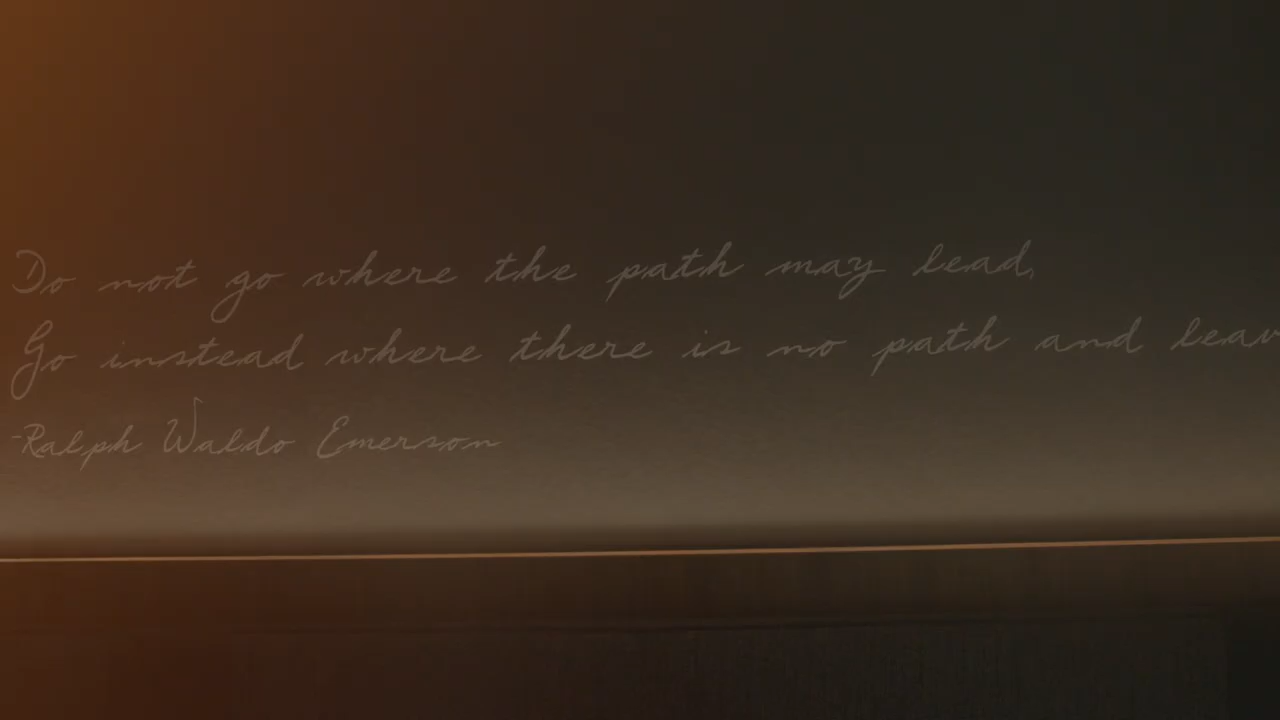 Do not go where the path may lead,
Go instead where there is no path and leav
-Ralph Waldo Emerson